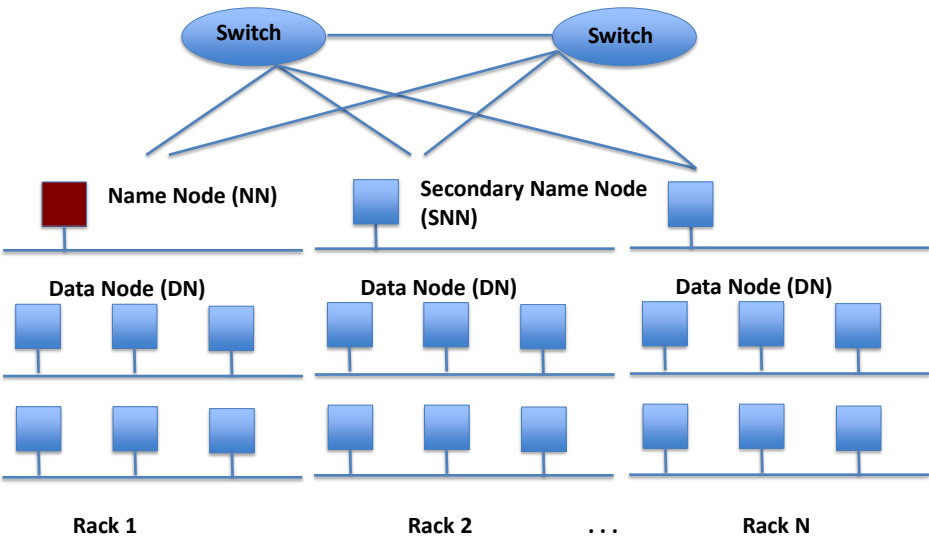 Switch
Switch
Name Node (NN)
Secondary Name Node
(SNN)
Data Node (DN)
Data Node (DN)
Data Node (DN)
Rack 1
Rack 2
. . .
Rack N